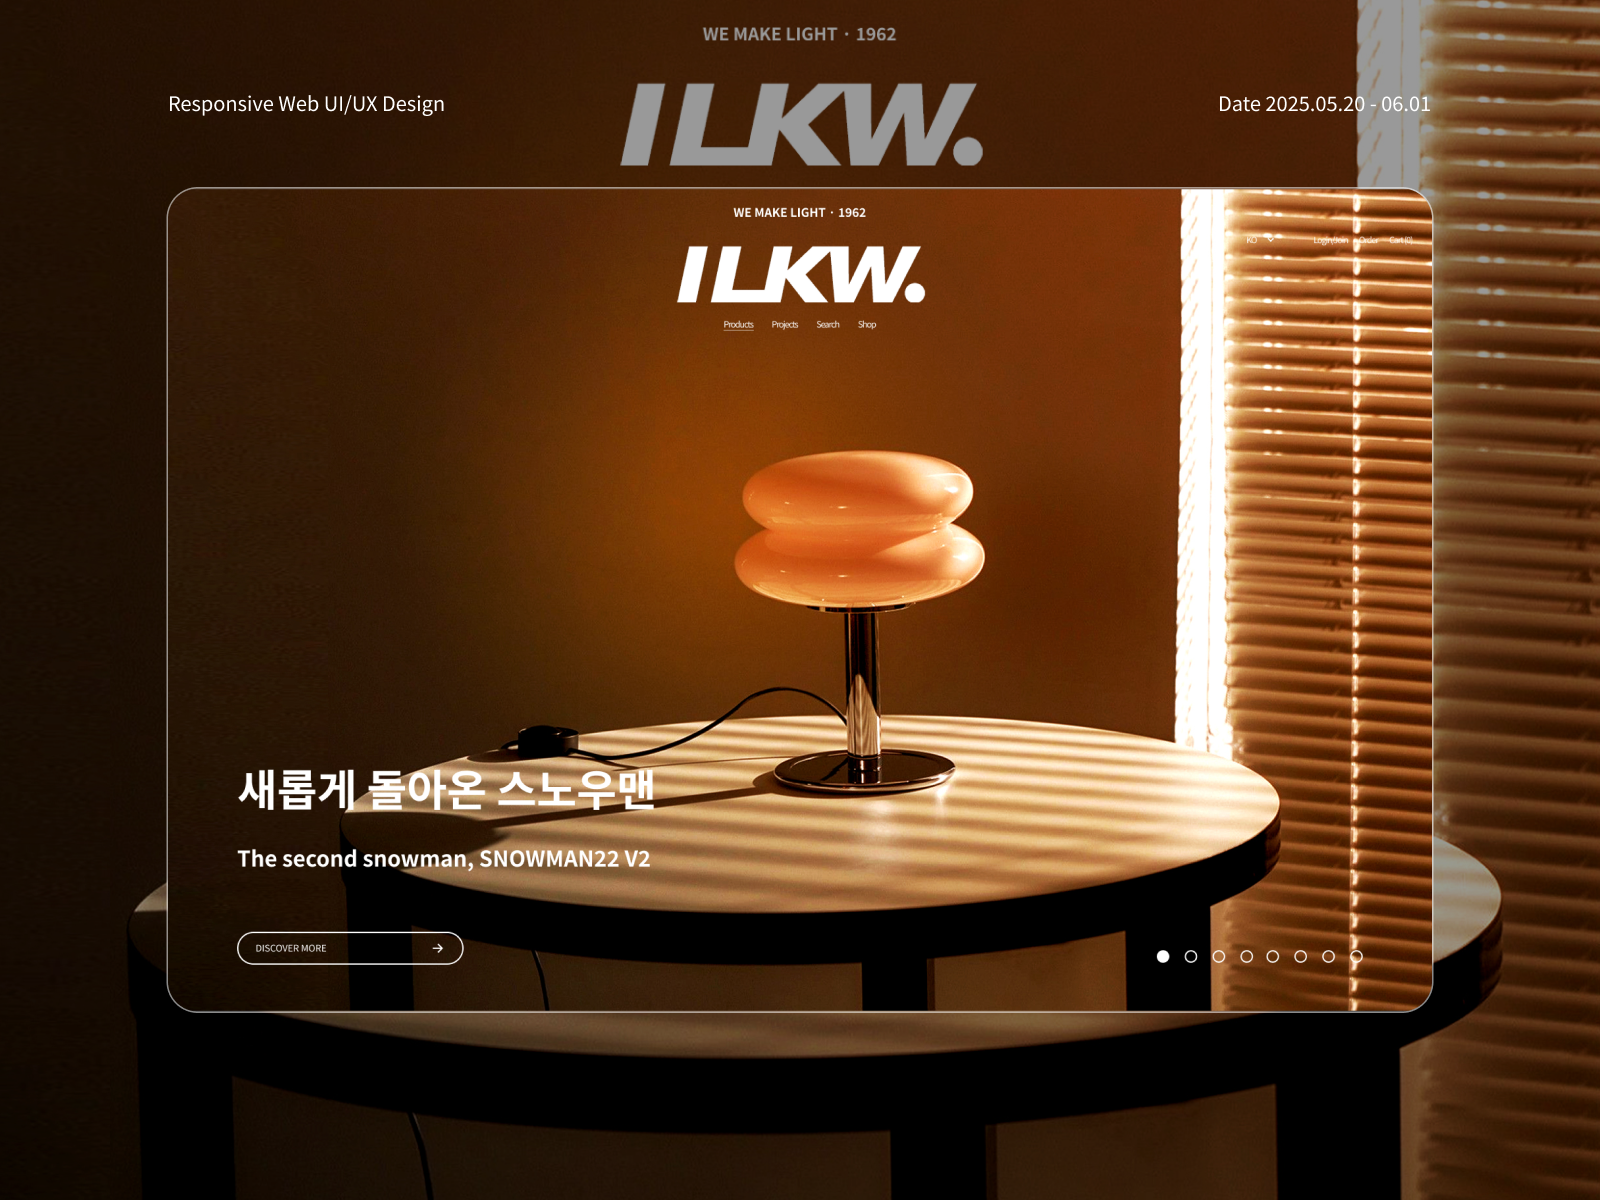 WE MAKE LIGHT · 1962
Responsive Web UI/UX Design
ILKW.
Date 2025.05.20 - 06.01
WE MAKE LIGHT · 1962
KO
Login/Join Order Cart (0)
ILKW.
Products Projects Search Shop
새롭게 돌아온 스노우맨
The second snowman, SNOWMAN22 V2
DISCOVER MORE